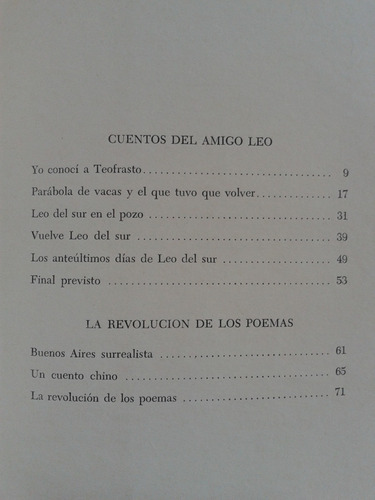 CUENTOS DEL AMIGO LEO
Yo conocí a Teofrasto.................... 9
Parábola de vacas y el que tuvo que volver............. 17
Leo del sur en el pozo ......................... 31
Vuelve Leo del sur ........................... 39
Los anteúltimos días de Leo del sur ................. 49
Final previsto .............................. 53
LA REVOLUCION DE LOS POEMAS
Buenos Aires surrealista ........................ 61
Un cuento chino ............................. 65
La revolución de los poemas ...................... 71